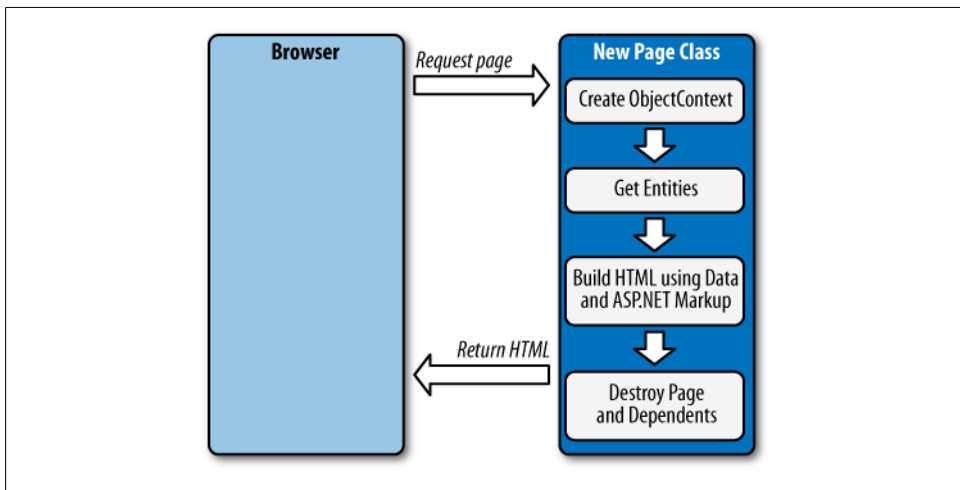 Browser
Request page
New Page Class
Create ObjectContext
Get Entities
Build HTML using Data
and ASP.NET Markup
Return HTML
Destroy Page
and Dependents